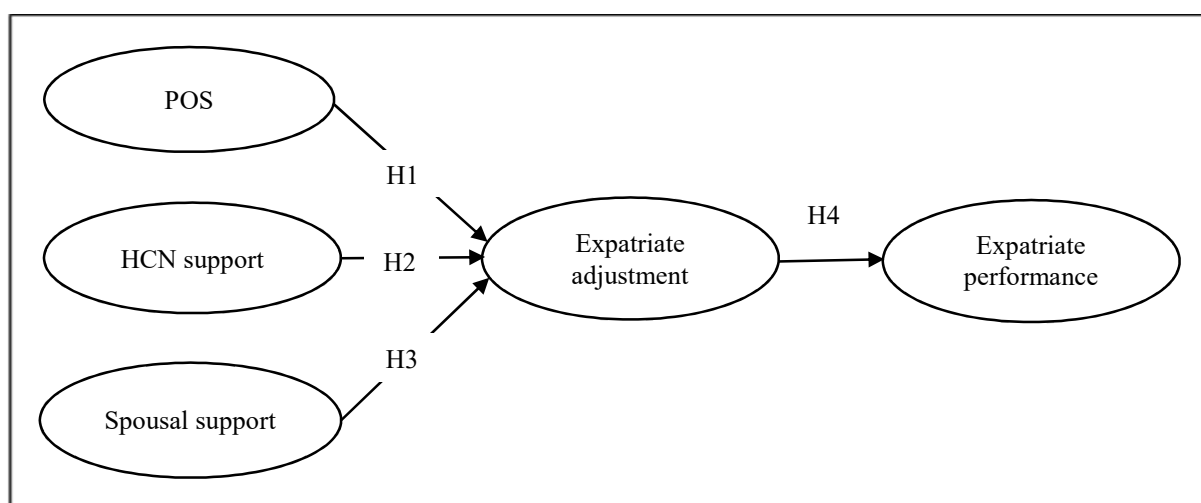 POS
H1
HCN support
H2
Expatriate
adjustment
H4
Expatriate
performance
H3
Spousal support